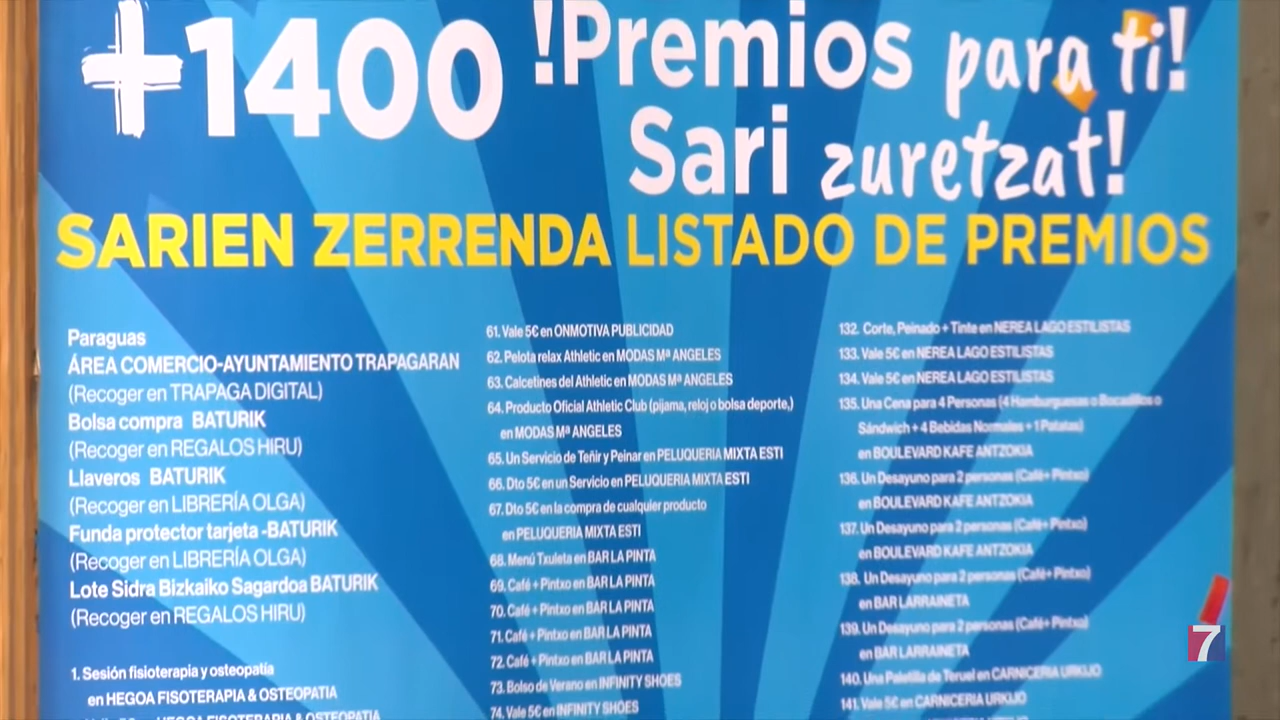 +1400
!Premios para ti!
Sari zuretzat!
SARIEN ZERRENDA LISTADO DE PREMIOS
Paraguas
ÁREA COMERCIO-AYUNTAMIENTO TRAPAGARAN
(Recoger en TRAPAGA DIGITAL)
Bolsa compra BATURIK
(Recoger en REGALOS HIRU)
Llaveros BATURIK
(Recoger en LIBRERÍA OLGA)
Funda protector tarjeta -BATURIK
(Recoger en LIBRERÍA OLGA)
Lote Sidra Bizkaiko Sagardoa BATURIK
(Recoger en REGALOS HIRU)
1. Sesión fisioterapia y osteopatía
en HEGOA FISOTERAPIA & OSTEOPATIA
en HEGOA FISOTERAPIA & OSTEOPATIA
61. Vale 5€ en ONMOTIVA PUBLICIDAD
62. Pelota relax Athletic en MODAS Mª ANGELES
63. Calcetines del Athletic en MODAS Mª ANGELES
64. Producto Oficial Athletic Club (pijama, reloj o bolsa deporte,)
en MODAS Mª ANGELES
65. Un Servicio de Teñir y Peinar en PELUQUERIA MIXTA ESTI
66. Dto 5€ en un Servicio en PELUQUERIA MIXTA ESTI
67. Dto 5€ en la compra de cualquier producto
en PELUQUERIA MIXTA ESTI
68. Menú Txuleta en BAR LA PINTA
69. Café + Pintxo en BAR LA PINTA
70. Café + Pintxo en BAR LA PINTA
71. Café + Pintxo en BAR LA PINTA
72. Café + Pintxo en BAR LA PINTA
73. Bolso de Verano en INFINITY SHOES
74. Vale 5€ en INFINITY SHOES
132. Corte, Peinado + Tinte en NEREA LAGO ESTILISTAS
133. Vale 5€ en NEREA LAGO ESTILISTAS
134. Vale 5€ en NEREA LAGO ESTILISTAS
135. Una Cena para 4 Personas (4 Hamburguesas o Bocadillos o
Sándwich + 4 Bebidas Normales + 1 Patatas)
en BOULEVARD KAFE ANTZOKIA
136. Un Desayuno para 2 personas (Café+ Pintxo)
en BOULEVARD KAFE ANTZOKIA
137. Un Desayuno para 2 personas (Café+ Pintxo)
en BOULEVARD KAFE ANTZOKIA
138. Un Desayuno para 2 personas (Café+ Pintxo)
en BAR LARRAINETA
139. Un Desayuno para 2 personas (Café+ Pintxo)
en BAR LARRAINETA
140. Una Paletilla de Teruel en CARNICERIA URKIJO
141. Vale 5€ en CARNICERIA URKIJO
7